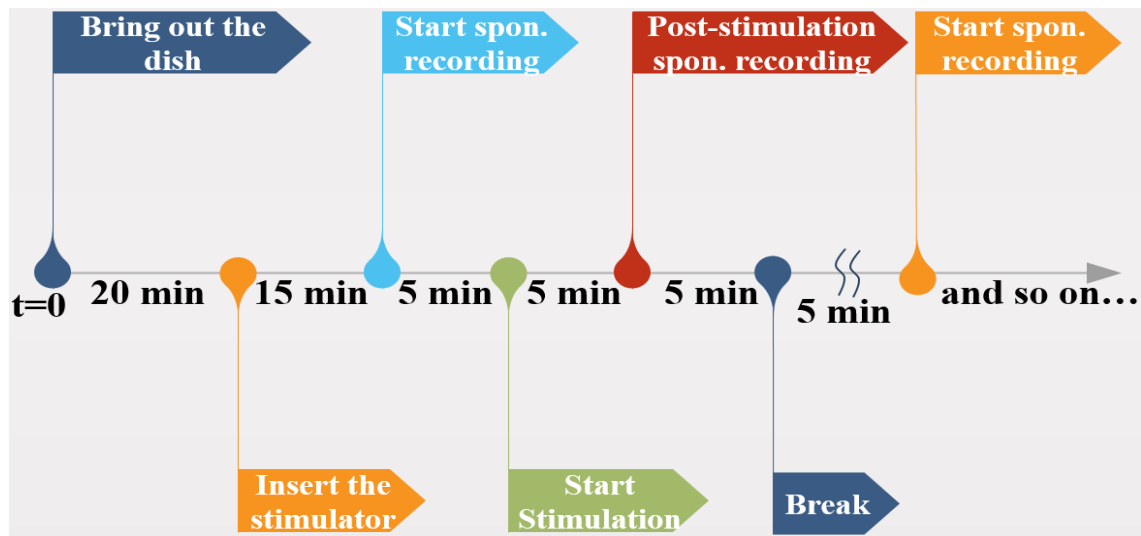 Bring out the
dish
Start spon.
recording
Post-stimulation
spon. recording
Start spon.
recording
t=0
20 min
15 min
5 min
5 min
5 min
5 min
and so on…
Insert the
stimulator
Start
Stimulation
Break